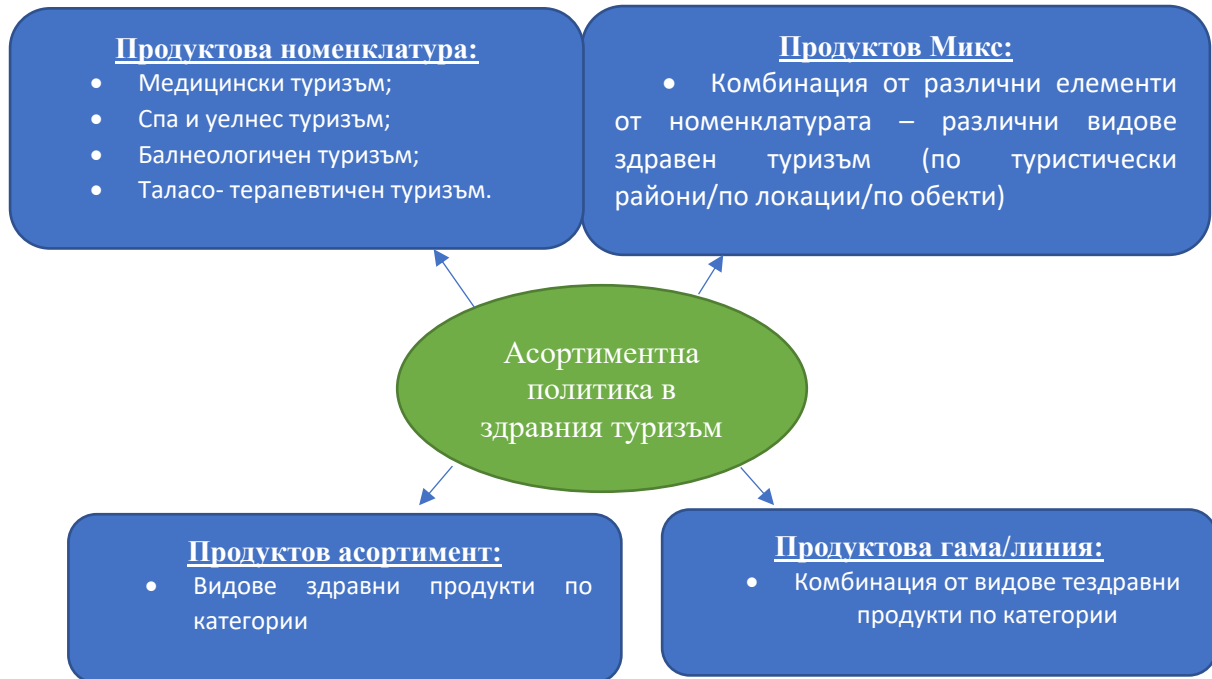 Продуктова номенклатура:
• Медицински туризъм;
• Спа и уелнес туризъм;
• Балнеологичен туризъм;
• Таласо- терапевтичен туризъм.
Продуктов Микс:
• Комбинация от различни елементи
от номенклатурата – различни видове
здравен туризъм (по туристически
райони/по локации/по обекти)
Асортиментна
политика в
здравния туризъм
Продуктов асортимент:
• Видове здравни продукти по
категории
Продуктова гама/линия:
• Комбинация от видове тездравни
продукти по категории